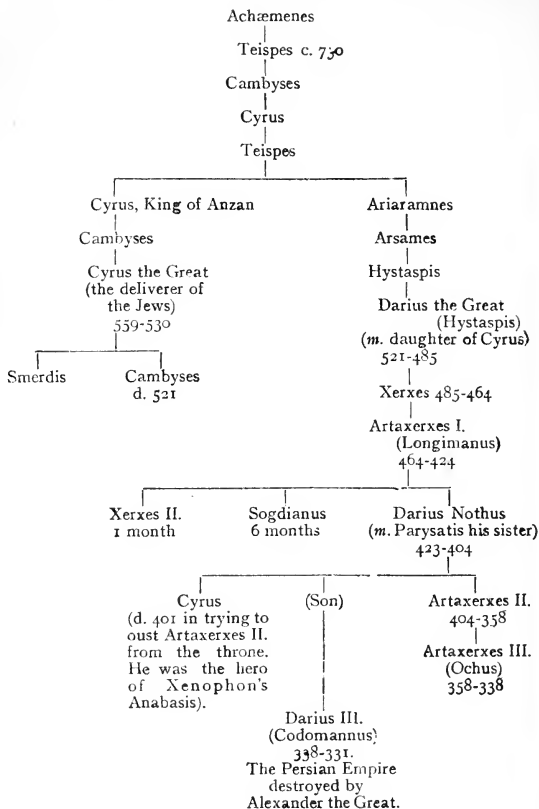 Achæmenes
Teispes c. 730
Cambyses
Cyrus
Teispes
Cyrus, King of Anzan
Ariaramnes
Cambyses
Arsames
Cyrus the Great
(the deliverer of
the Jews)
559-530
Hystaspis
Darius the Great
(Hystaspis)
(m. daughter of Cyrus)
521-485
Smerdis
Cambyses
d. 521
Xerxes 485-464
Artaxerxes I.
(Longimanus)
464-424
Xerxes II.
1 month
Sogdianus
6 months
Darius Nothus
(m. Parysatis his sister)
423-404
Cyrus
(d. 401 in trying to
oust Artaxerxes II.
from the throne.
He was the hero
of Xenophon's
Anabasis).
(Son)
Artaxerxes II.
404-358
Artaxerxes III.
(Ochus)
358-338
Darius III.
(Codomannus)
338-331.
The Persian Empire
destroyed by
Alexander the Great.